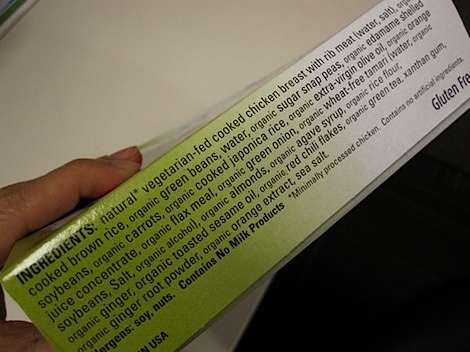 INGREDIENTS: natural* vegetarian-fed cooked chicken breast with rib meat (water, salt), organic
cooked brown rice, organic green beans, water, organic sugar snap peas, organic edamame shelled
soybeans, organic carrots, organic cooked japonica rice, organic extra-virgin olive oil, organic orange
juice concentrate, organic flax meal, organic green onion, organic wheat-free tamari (water, organic
soybeans, Salt, organic alcohol), organic almonds, organic agave syrup, organic rice flour,
organic ginger, organic toasted sesame oil, organic red chili flakes, organic green tea, xanthan gum,
organic ginger root powder, organic orange extract, sea salt.
Allergens: soy, nuts. Contains No Milk Products *Minimally processed chicken. Contains no artificial ingredients.
Gluten Fre
IN USA